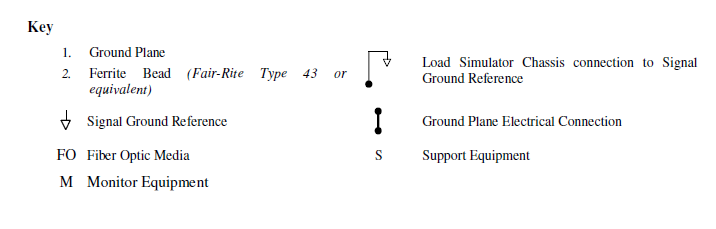 Key
1. Ground Plane
2. Ferrite Bead (Fair-Rite Type 43 or
equivalent)
Signal Ground Reference
FO Fiber Optic Media
M Monitor Equipment
Load Simulator Chassis connection to Signal
Ground Reference
Ground Plane Electrical Connection
S Support Equipment